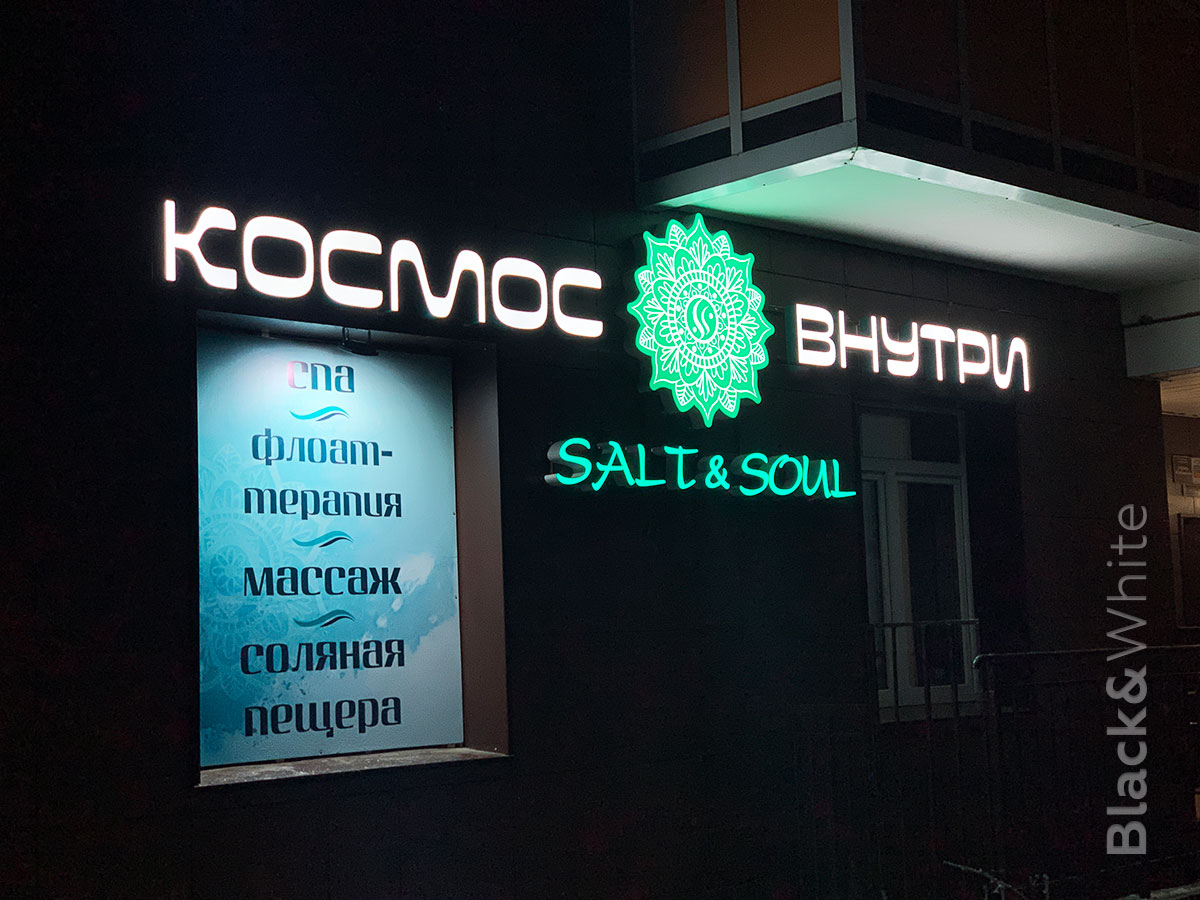 КОСМОС ВНУТРИ
SALT & SOUL
спа
флоат-
терапия
массаж
соляная
пещера
Black&White